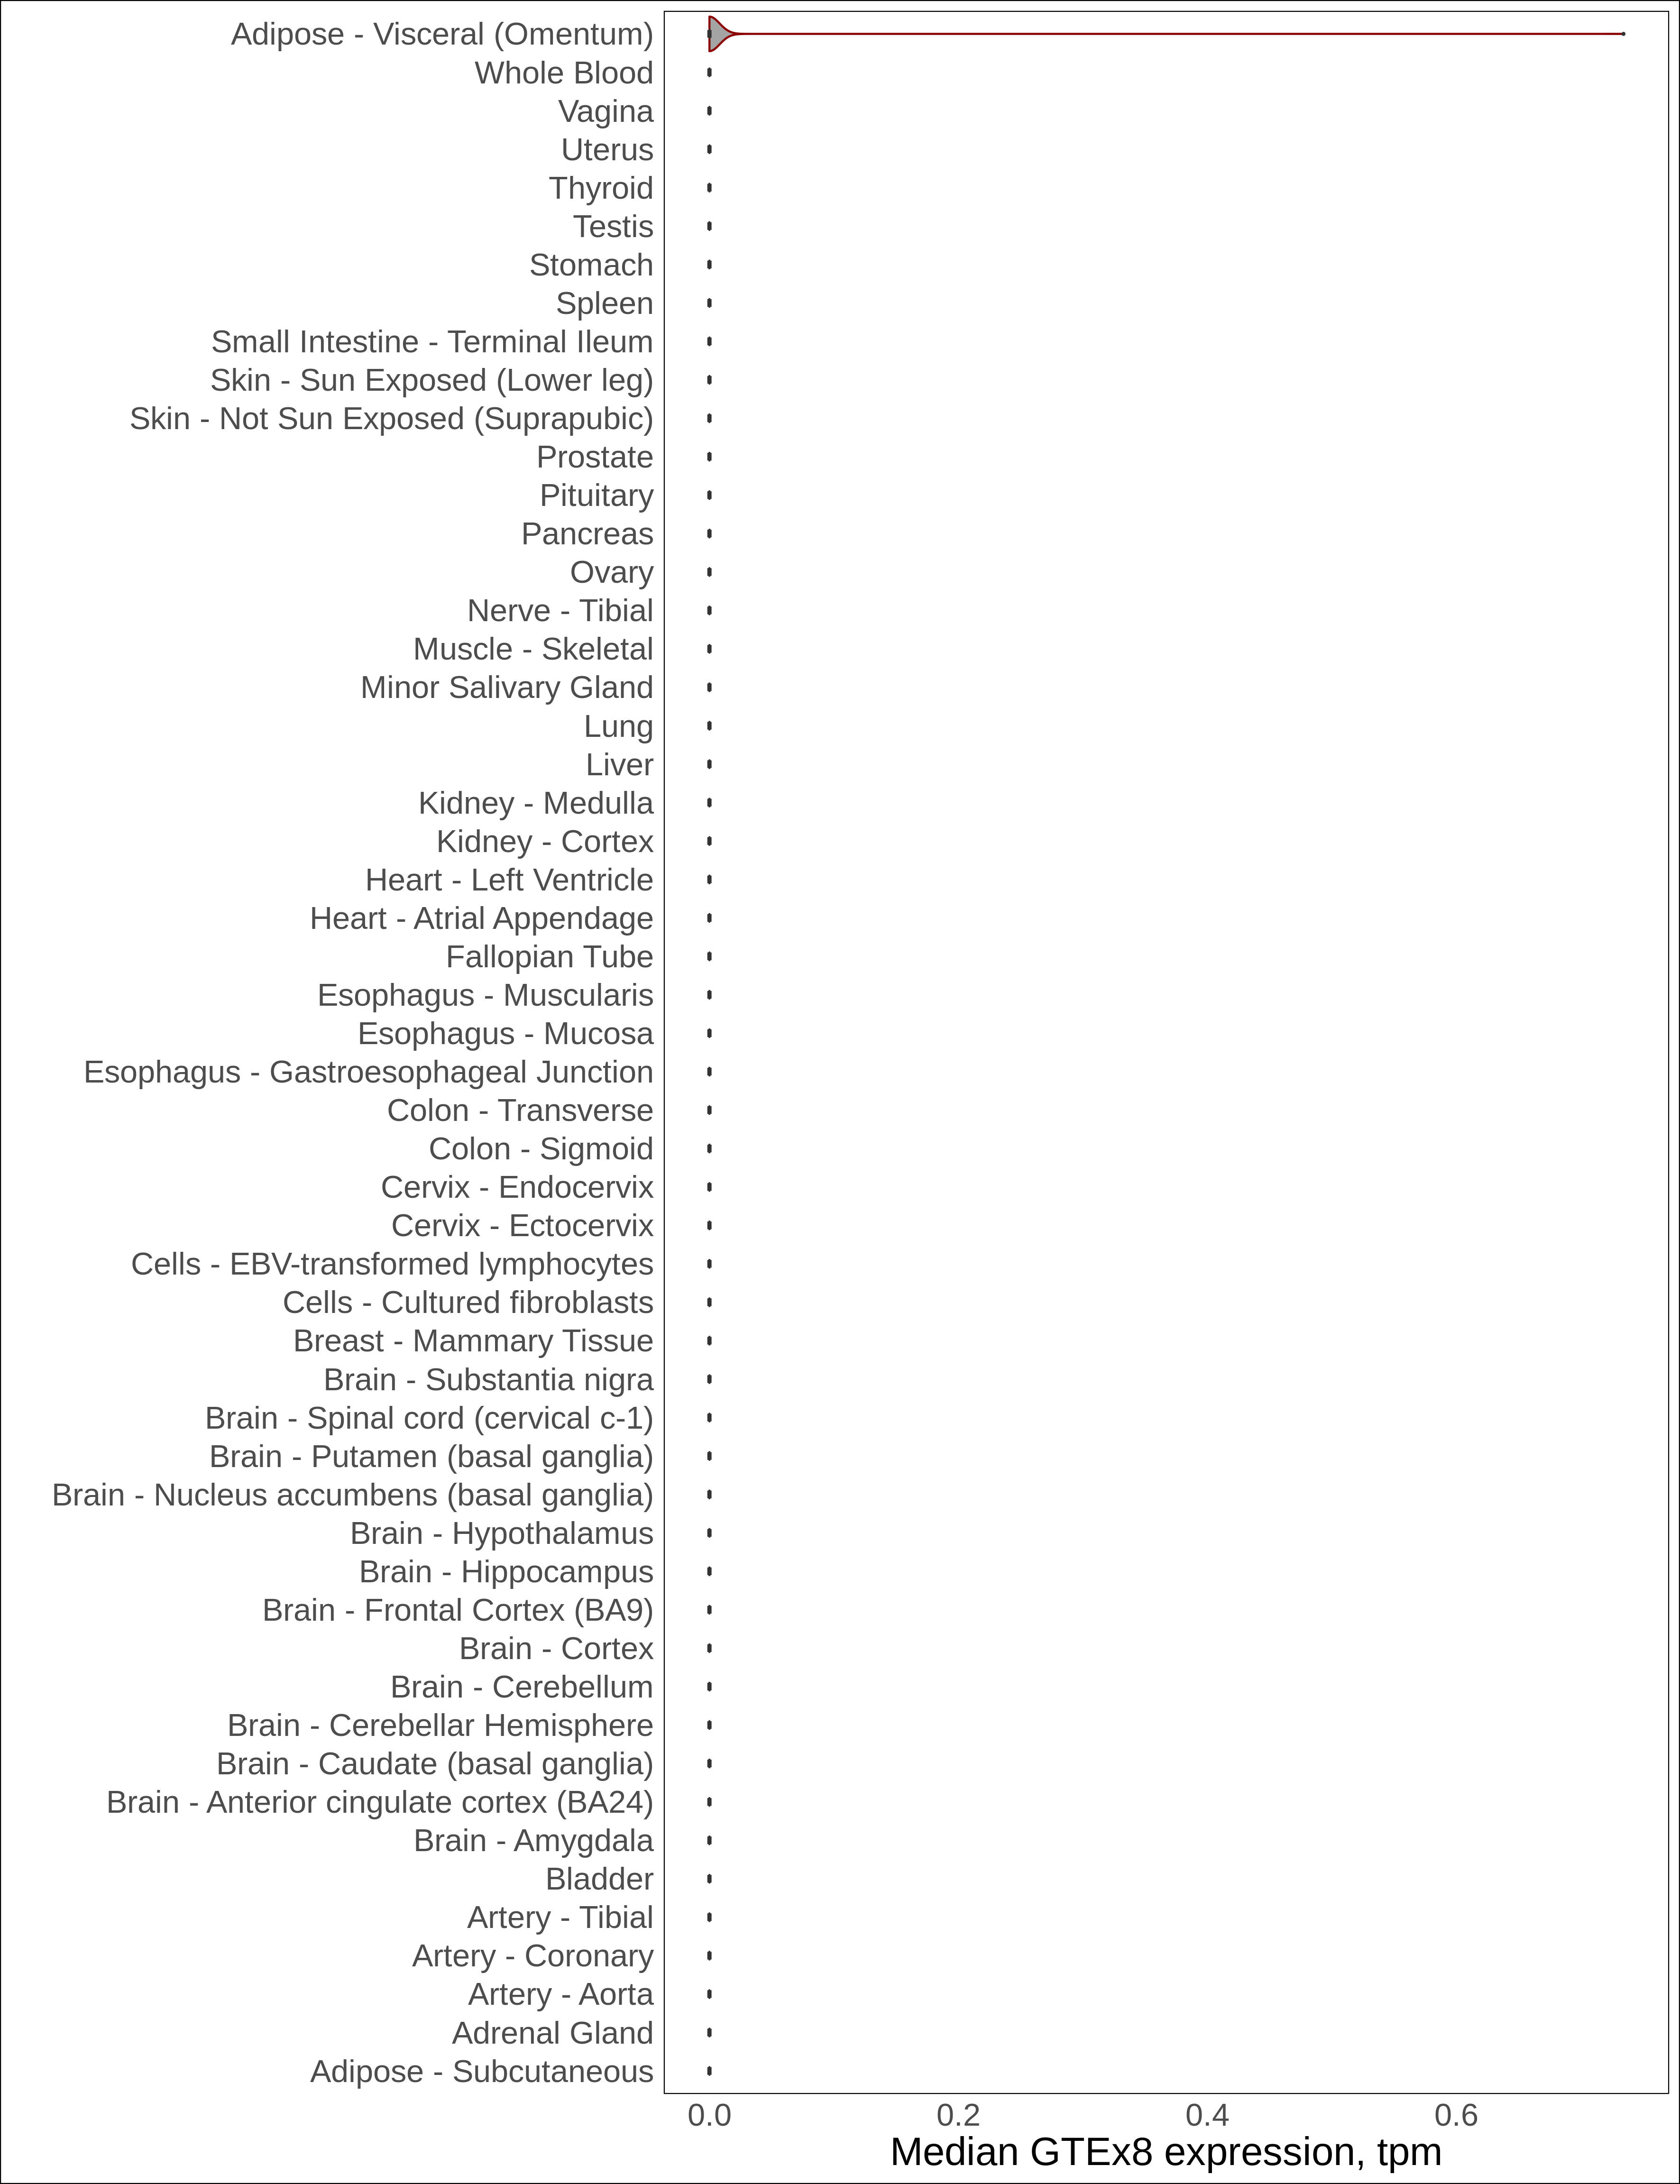 Adipose - Visceral (Omentum)
Whole Blood
Vagina
Uterus
Thyroid
Testis
Stomach
Spleen
Small Intestine - Terminal Ileum
Skin - Sun Exposed (Lower leg)
Skin - Not Sun Exposed (Suprapubic)
Prostate
Pituitary
Pancreas
Ovary
Nerve - Tibial
Muscle - Skeletal
Minor Salivary Gland
Lung
Liver
Kidney - Medulla
Kidney - Cortex
Heart - Left Ventricle
Heart - Atrial Appendage
Fallopian Tube
Esophagus - Muscularis
Esophagus - Mucosa
Esophagus - Gastroesophageal Junction
Colon - Transverse
Colon - Sigmoid
Cervix - Endocervix
Cervix - Ectocervix
Cells - EBV-transformed lymphocytes
Cells - Cultured fibroblasts
Breast - Mammary Tissue
Brain - Substantia nigra
Brain - Spinal cord (cervical c-1)
Brain - Putamen (basal ganglia)
Brain - Nucleus accumbens (basal ganglia)
Brain - Hypothalamus
Brain - Hippocampus
Brain - Frontal Cortex (BA9)
Brain - Cortex
Brain - Cerebellum
Brain - Cerebellar Hemisphere
Brain - Caudate (basal ganglia)
Brain - Anterior cingulate cortex (BA24)
Brain - Amygdala
Bladder
Artery - Tibial
Artery - Coronary
Artery - Aorta
Adrenal Gland
Adipose - Subcutaneous
0.0 0.2 0.4 0.6
Median GTEx8 expression, tpm